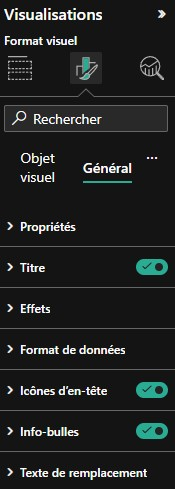 Visualisations
Format visuel
Rechercher
Objet visuel
Général
...
Propriétés
Titre
Effets
Format de données
Icônes d'en-tête
Info-bulles
Texte de remplacement